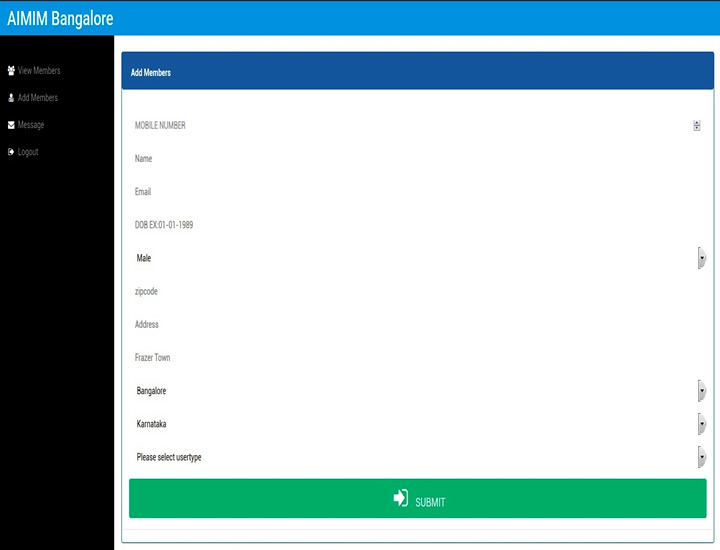 AIMIM Bangalore
View Members
Add Members
Message
Logout
Add Members
MOBILE NUMBER
Name
Email
DOB EX:01-01-1989
Male
zipcode
Address
Frazer Town
Bangalore
Karnataka
Please select usertype
SUBMIT